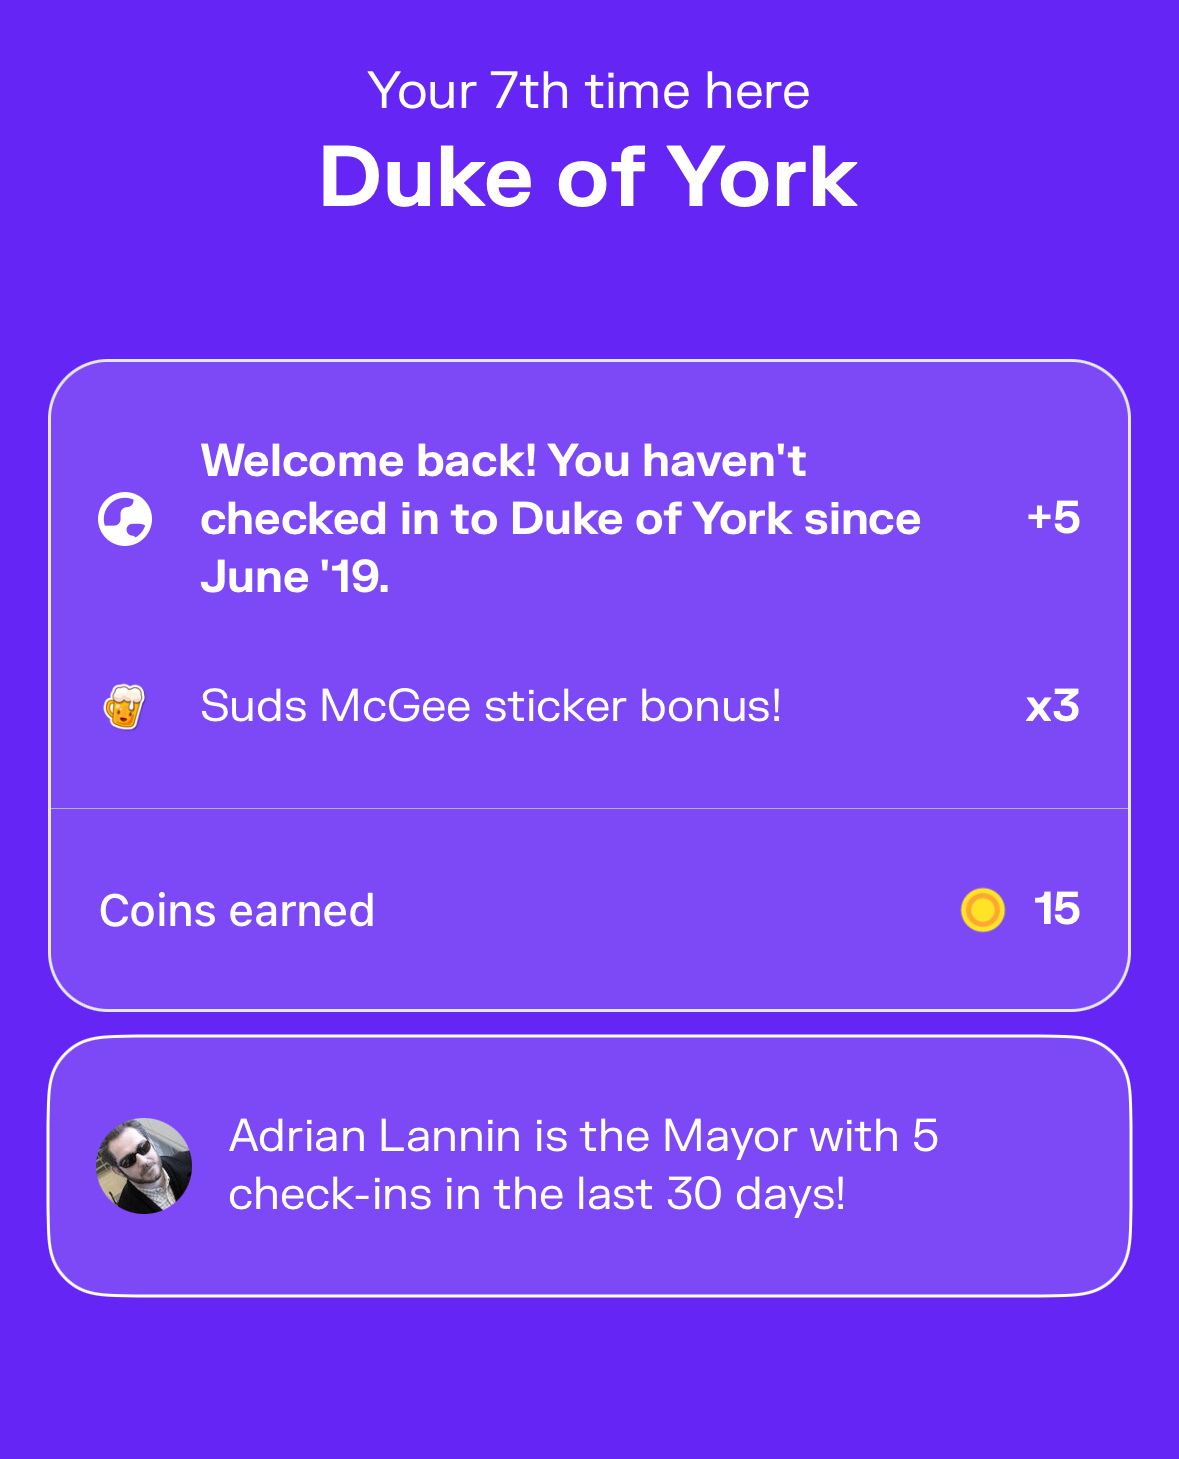 Your 7th time here
Duke of York
Welcome back! You haven't
checked in to Duke of York since
June '19.
+5
Suds McGee sticker bonus!
x3
Coins earned
15
Adrian Lannin is the Mayor with 5
check-ins in the last 30 days!